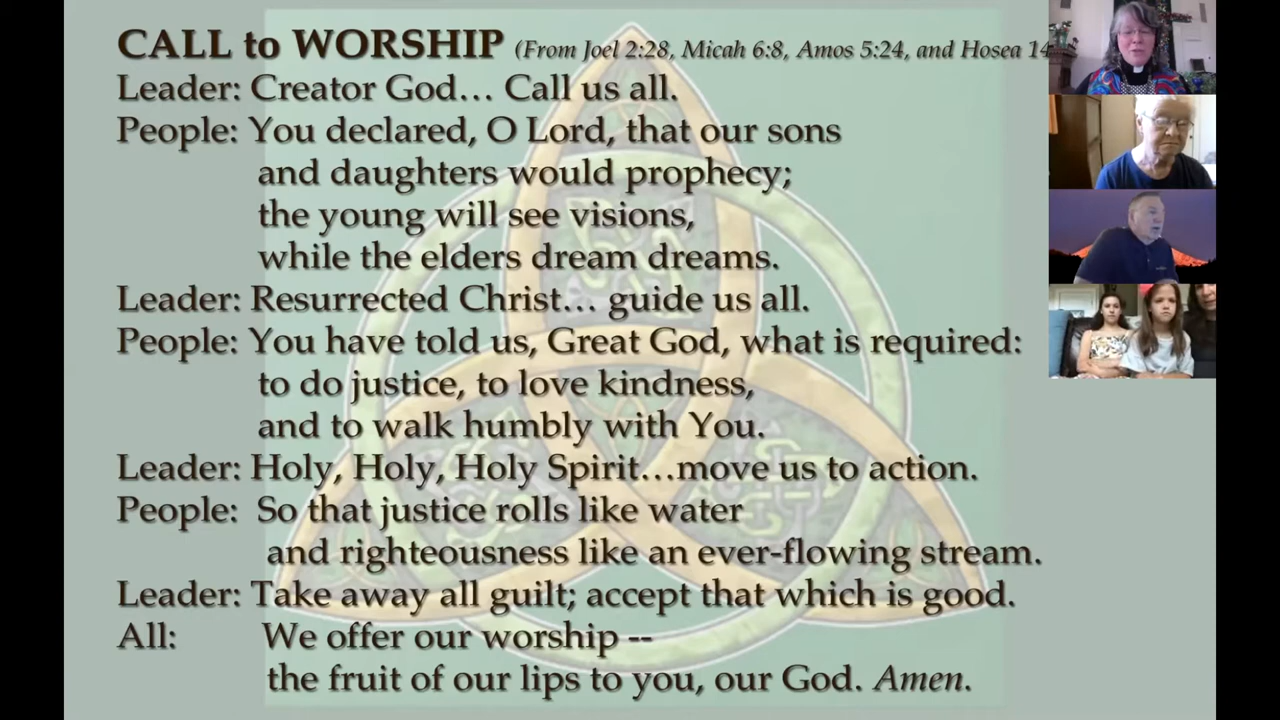 CALL to WORSHIP (From Joel 2:28, Micah 6:8, Amos 5:24, and Hosea 14
Leader: Creator God… Call us all.
People: You declared, O Lord, that our sons
and daughters would prophecy;
the young will see visions,
while the elders dream dreams.
Leader: Resurrected Christ… guide us all.
People: You have told us, Great God, what is required:
to do justice, to love kindness,
and to walk humbly with You.
Leader: Holy, Holy, Holy Spirit…move us to action.
People: So that justice rolls like water
and righteousness like an ever-flowing stream.
Leader: Take away all guilt; accept that which is good.
All: We offer our worship --
the fruit of our lips to you, our God. Amen.